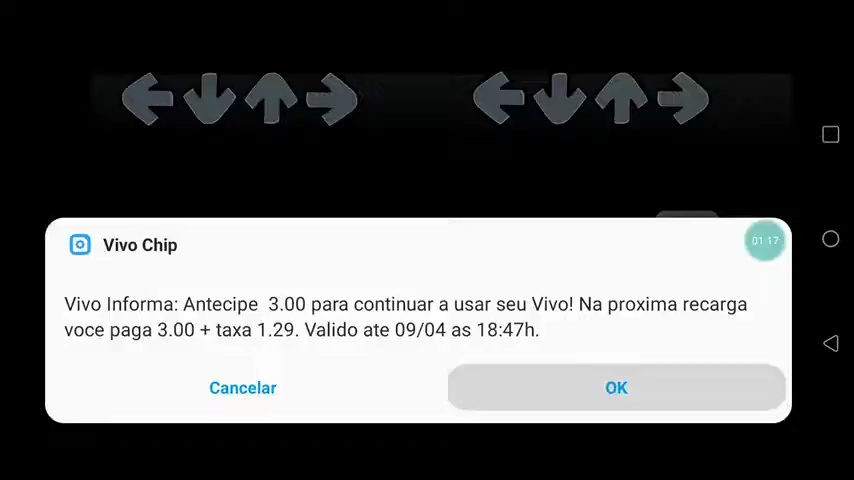 Vivo Chip
01:17
Vivo Informa: Antecipe  3.00 para continuar a usar seu Vivo! Na proxima recarga
voce paga 3.00 + taxa 1.29. Valido ate 09/04 as 18:47h.
Cancelar
OK